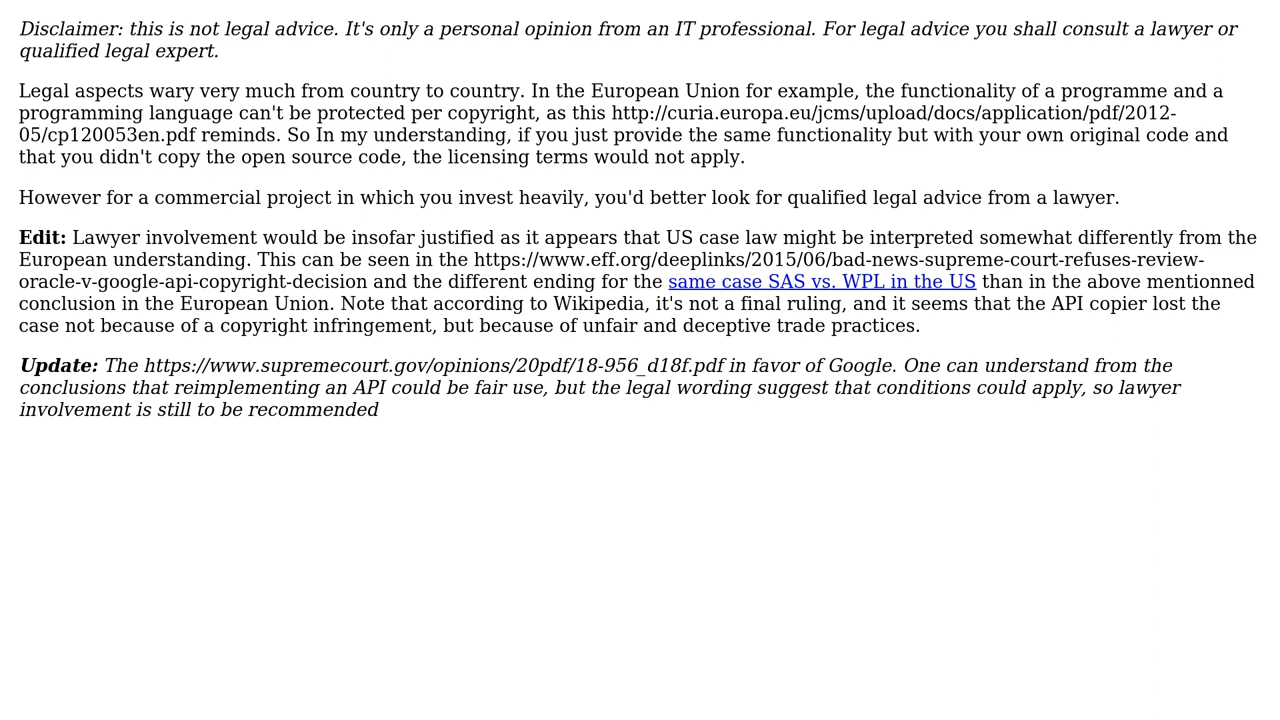 Disclaimer: this is not legal advice. It's only a personal opinion from an IT professional. For legal advice you shall consult a lawyer or
qualified legal expert.
Legal aspects wary very much from country to country. In the European Union for example, the functionality of a programme and a
programming language can't be protected per copyright, as this http://curia.europa.eu/jcms/upload/docs/application/pdf/2012-
05/cp120053en.pdf reminds. So In my understanding, if you just provide the same functionality but with your own original code and
that you didn't copy the open source code, the licensing terms would not apply.
However for a commercial project in which you invest heavily, you'd better look for qualified legal advice from a lawyer.
Edit: Lawyer involvement would be insofar justified as it appears that US case law might be interpreted somewhat differently from the
European understanding. This can be seen in the https://www.eff.org/deeplinks/2015/06/bad-news-supreme-court-refuses-review-
oracle-v-google-api-copyright-decision and the different ending for the same case SAS vs. WPL in the US than in the above mentionned
conclusion in the European Union. Note that according to Wikipedia, it's not a final ruling, and it seems that the API copier lost the
case not because of a copyright infringement, but because of unfair and deceptive trade practices.
Update: The https://www.supremecourt.gov/opinions/20pdf/18-956_d18f.pdf in favor of Google. One can understand from the
conclusions that reimplementing an API could be fair use, but the legal wording suggest that conditions could apply, so lawyer
involvement is still to be recommended